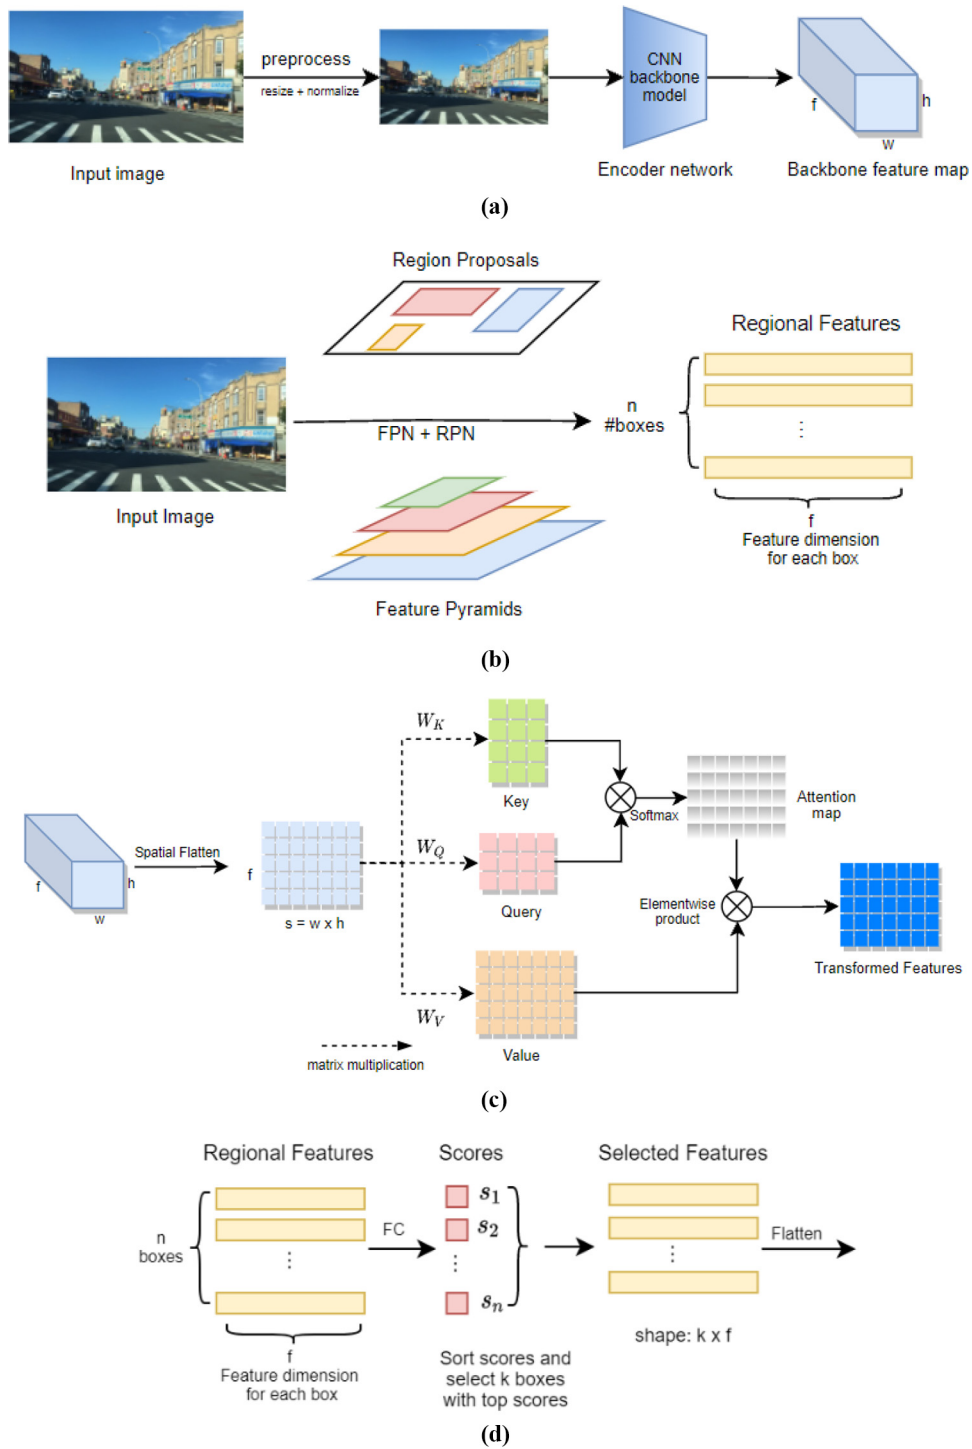 preprocess
resize + normalize
CNN
backbone
model
f
h
w
Input image
Encoder network
Backbone feature map
(a)
Region Proposals
Regional Features
n
#boxes
⋮
FPN + RPN
Input Image
f
Feature dimension
for each box
Feature Pyramids
(b)
W_K
Key
Softmax
Attention
map
Spatial Flatten
f
h
w
f
s = w x h
W_Q
Query
Elementwise
product
Transformed Features
W_V
Value
matrix multiplication
(c)
Regional Features
Scores
Selected Features
n
boxes
⋮
FC
s₁
s₂
⋮
sₙ
⋮
Flatten
f
Feature dimension
for each box
Sort scores and
select k boxes
with top scores
shape: k x f
(d)